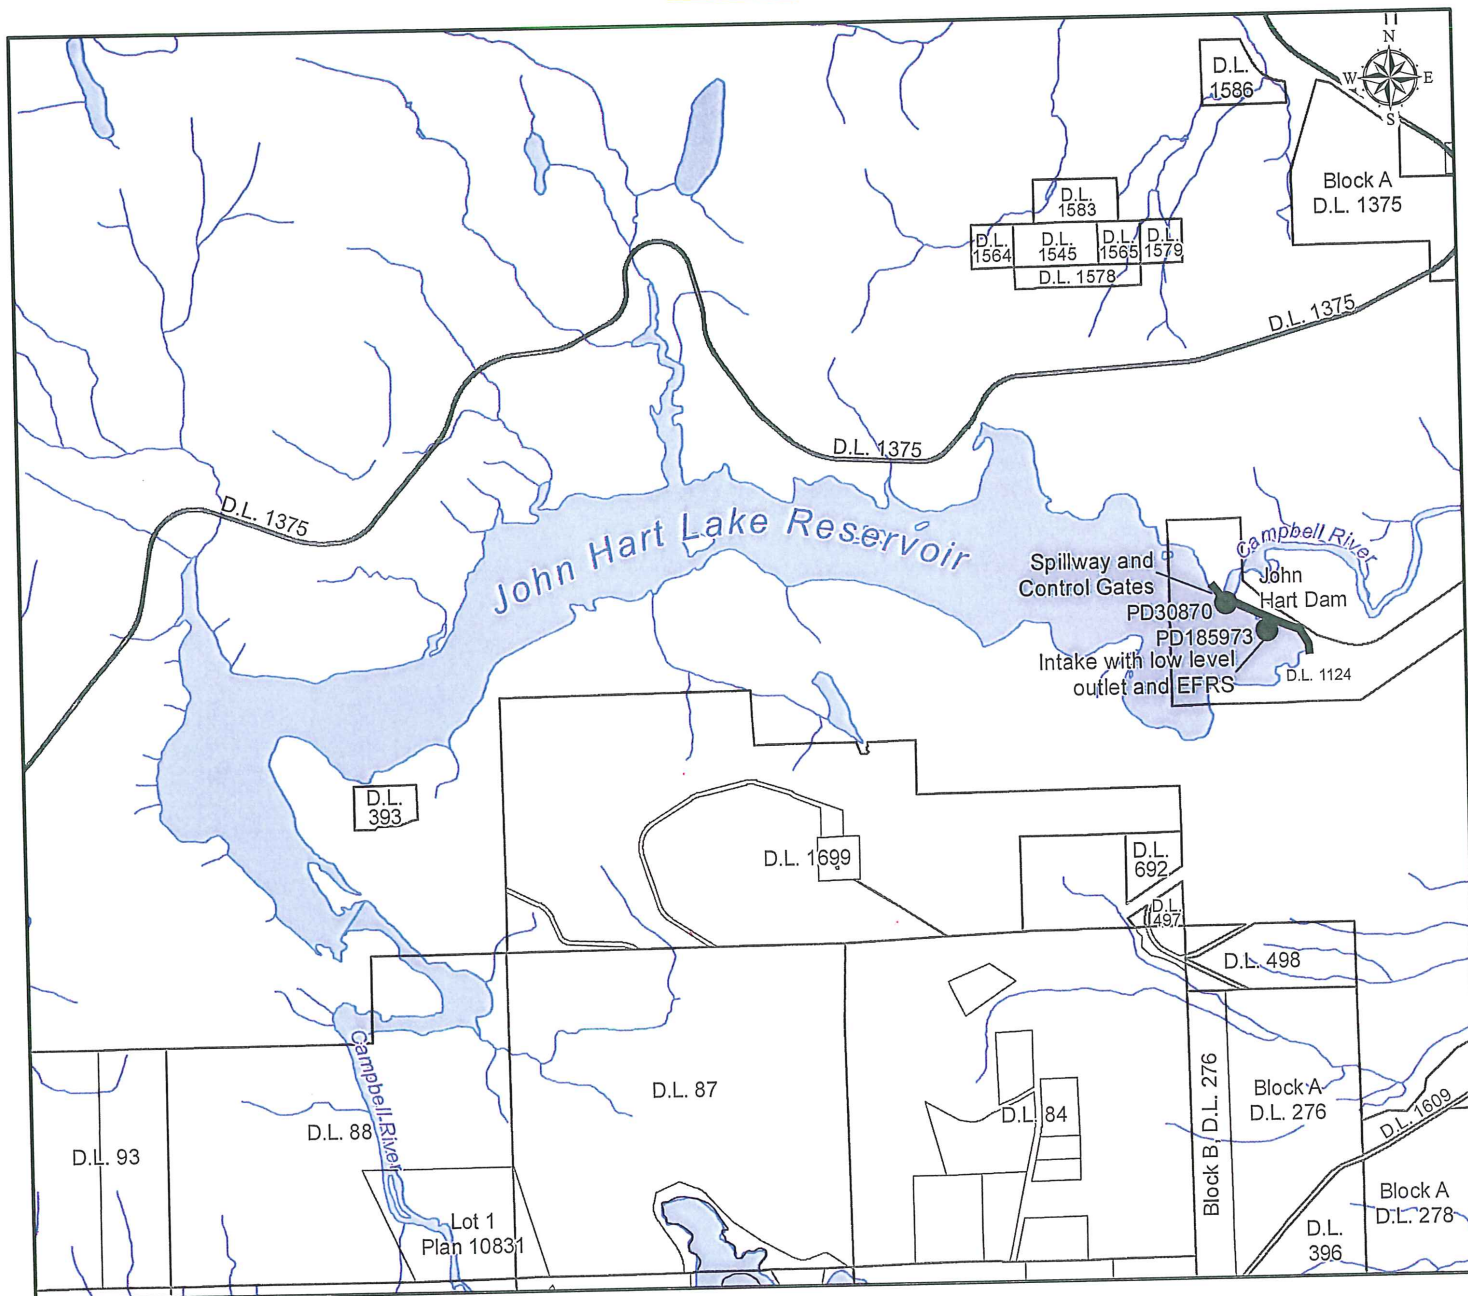 N
W
E
S
D.L.
1586
Block A
D.L. 1375
D.L.
1583
D.L.
1564
D.L.
1545
D.L.
1565
D.L.
1579
D.L. 1578
D.L. 1375
D.L. 1375
D.L. 1375
John Hart Lake Reservoir
Campbell River
Spillway and
Control Gates
John
Hart Dam
PD30870
PD185973
Intake with low level
outlet and EFRS
D.L. 1124
D.L.
393
D.L. 1699
D.L.
692
D.L.
497
D.L. 498
Campbell River
D.L. 87
D.L. 84
Block B, D.L. 276
Block A
D.L. 276
D.L. 1609
D.L. 88
D.L. 93
Lot 1
Plan 10831
Block A
D.L. 278
D.L.
396